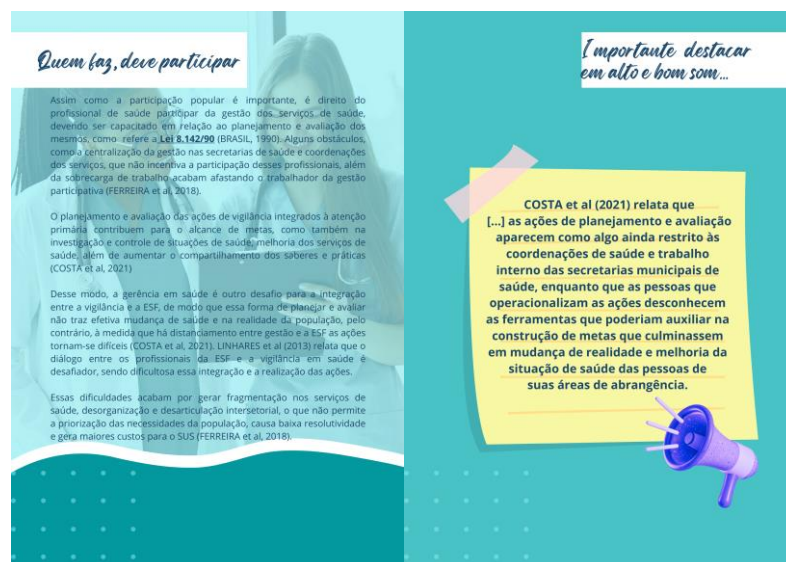 Quem faz, deve participar
Assim como a participação popular é importante, é direito do
profissional de saúde participar da gestão dos serviços de saúde,
devendo ser capacitado em relação ao planejamento e avaliação dos
mesmos, como refere a Lei 8.142/90 (BRASIL, 1990). Alguns obstáculos,
como a centralização da gestão nas secretarias de saúde e coordenações
dos serviços, que não incentiva a participação desses profissionais, além
da sobrecarga de trabalho acabam afastando o trabalhador da gestão
participativa (FERREIRA et al, 2018).
O planejamento e avaliação das ações de vigilância integrados à atenção
primária contribuem para o alcance de metas, como também na
investigação e controle de situações de saúde, melhoria dos serviços de
saúde, além de aumentar o compartilhamento dos saberes e práticas
(COSTA et al, 2021)
Desse modo, a gerência em saúde é outro desafio para a integração
entre a vigilância e a ESF, de modo que essa forma de planejar e avaliar
não traz efetiva mudança de saúde e na realidade da população, pelo
contrário, à medida que há distanciamento entre gestão e a ESF as ações
tornam-se difíceis (COSTA et al, 2021). LINHARES et al (2013) relata que o
diálogo entre os profissionais da ESF e a vigilância em saúde é
desafiador, sendo dificultosa essa integração e a realização das ações.
Essas dificuldades acabam por gerar fragmentação nos serviços de
saúde, desorganização e desarticulação intersetorial, o que não permite
a priorização das necessidades da população, causa baixa resolutividade
e gera maiores custos para o SUS (FERREIRA et al, 2018).
Importante destacar
em alto e bom som...
COSTA et al (2021) relata que
[...] as ações de planejamento e avaliação
aparecem como algo ainda restrito às
coordenações de saúde e trabalho
interno das secretarias municipais de
saúde, enquanto que as pessoas que
operacionalizam as ações desconhecem
as ferramentas que poderiam auxiliar na
construção de metas que culminassem
em mudança de realidade e melhoria da
situação de saúde das pessoas de
suas áreas de abrangência.